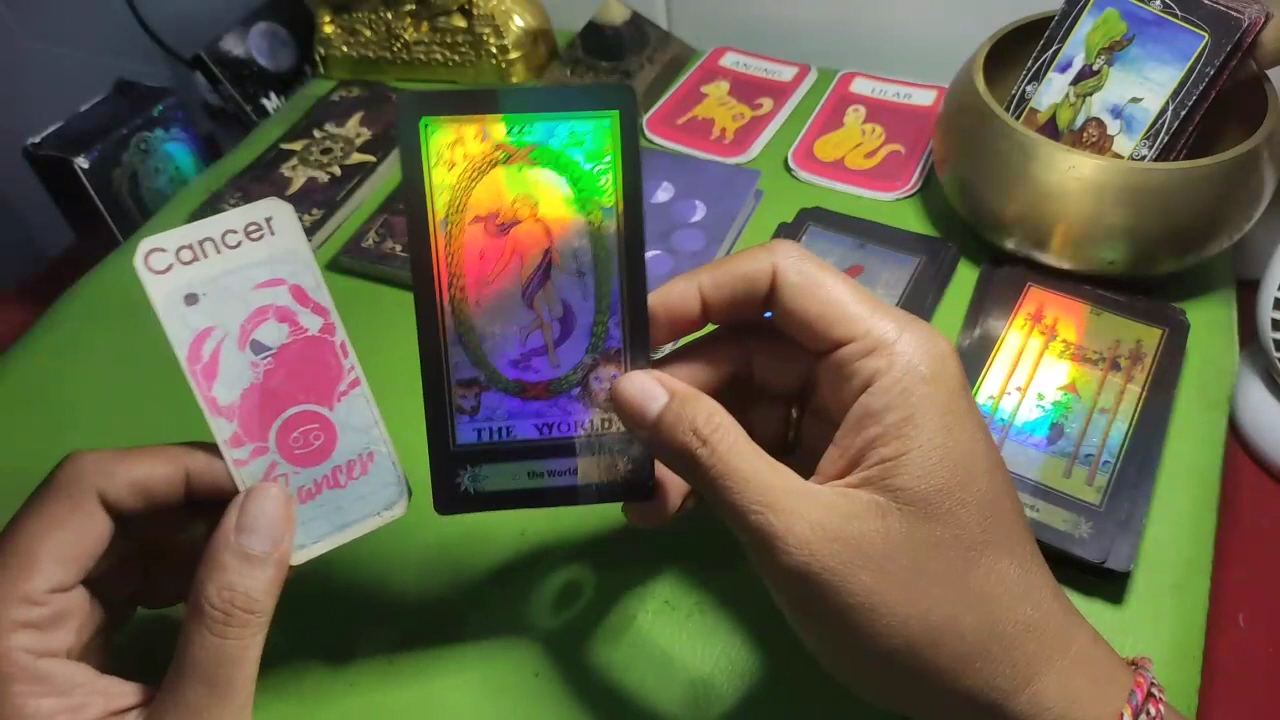 Cancer
Cancer
THE WORLD
the World
ANJING
ULAR